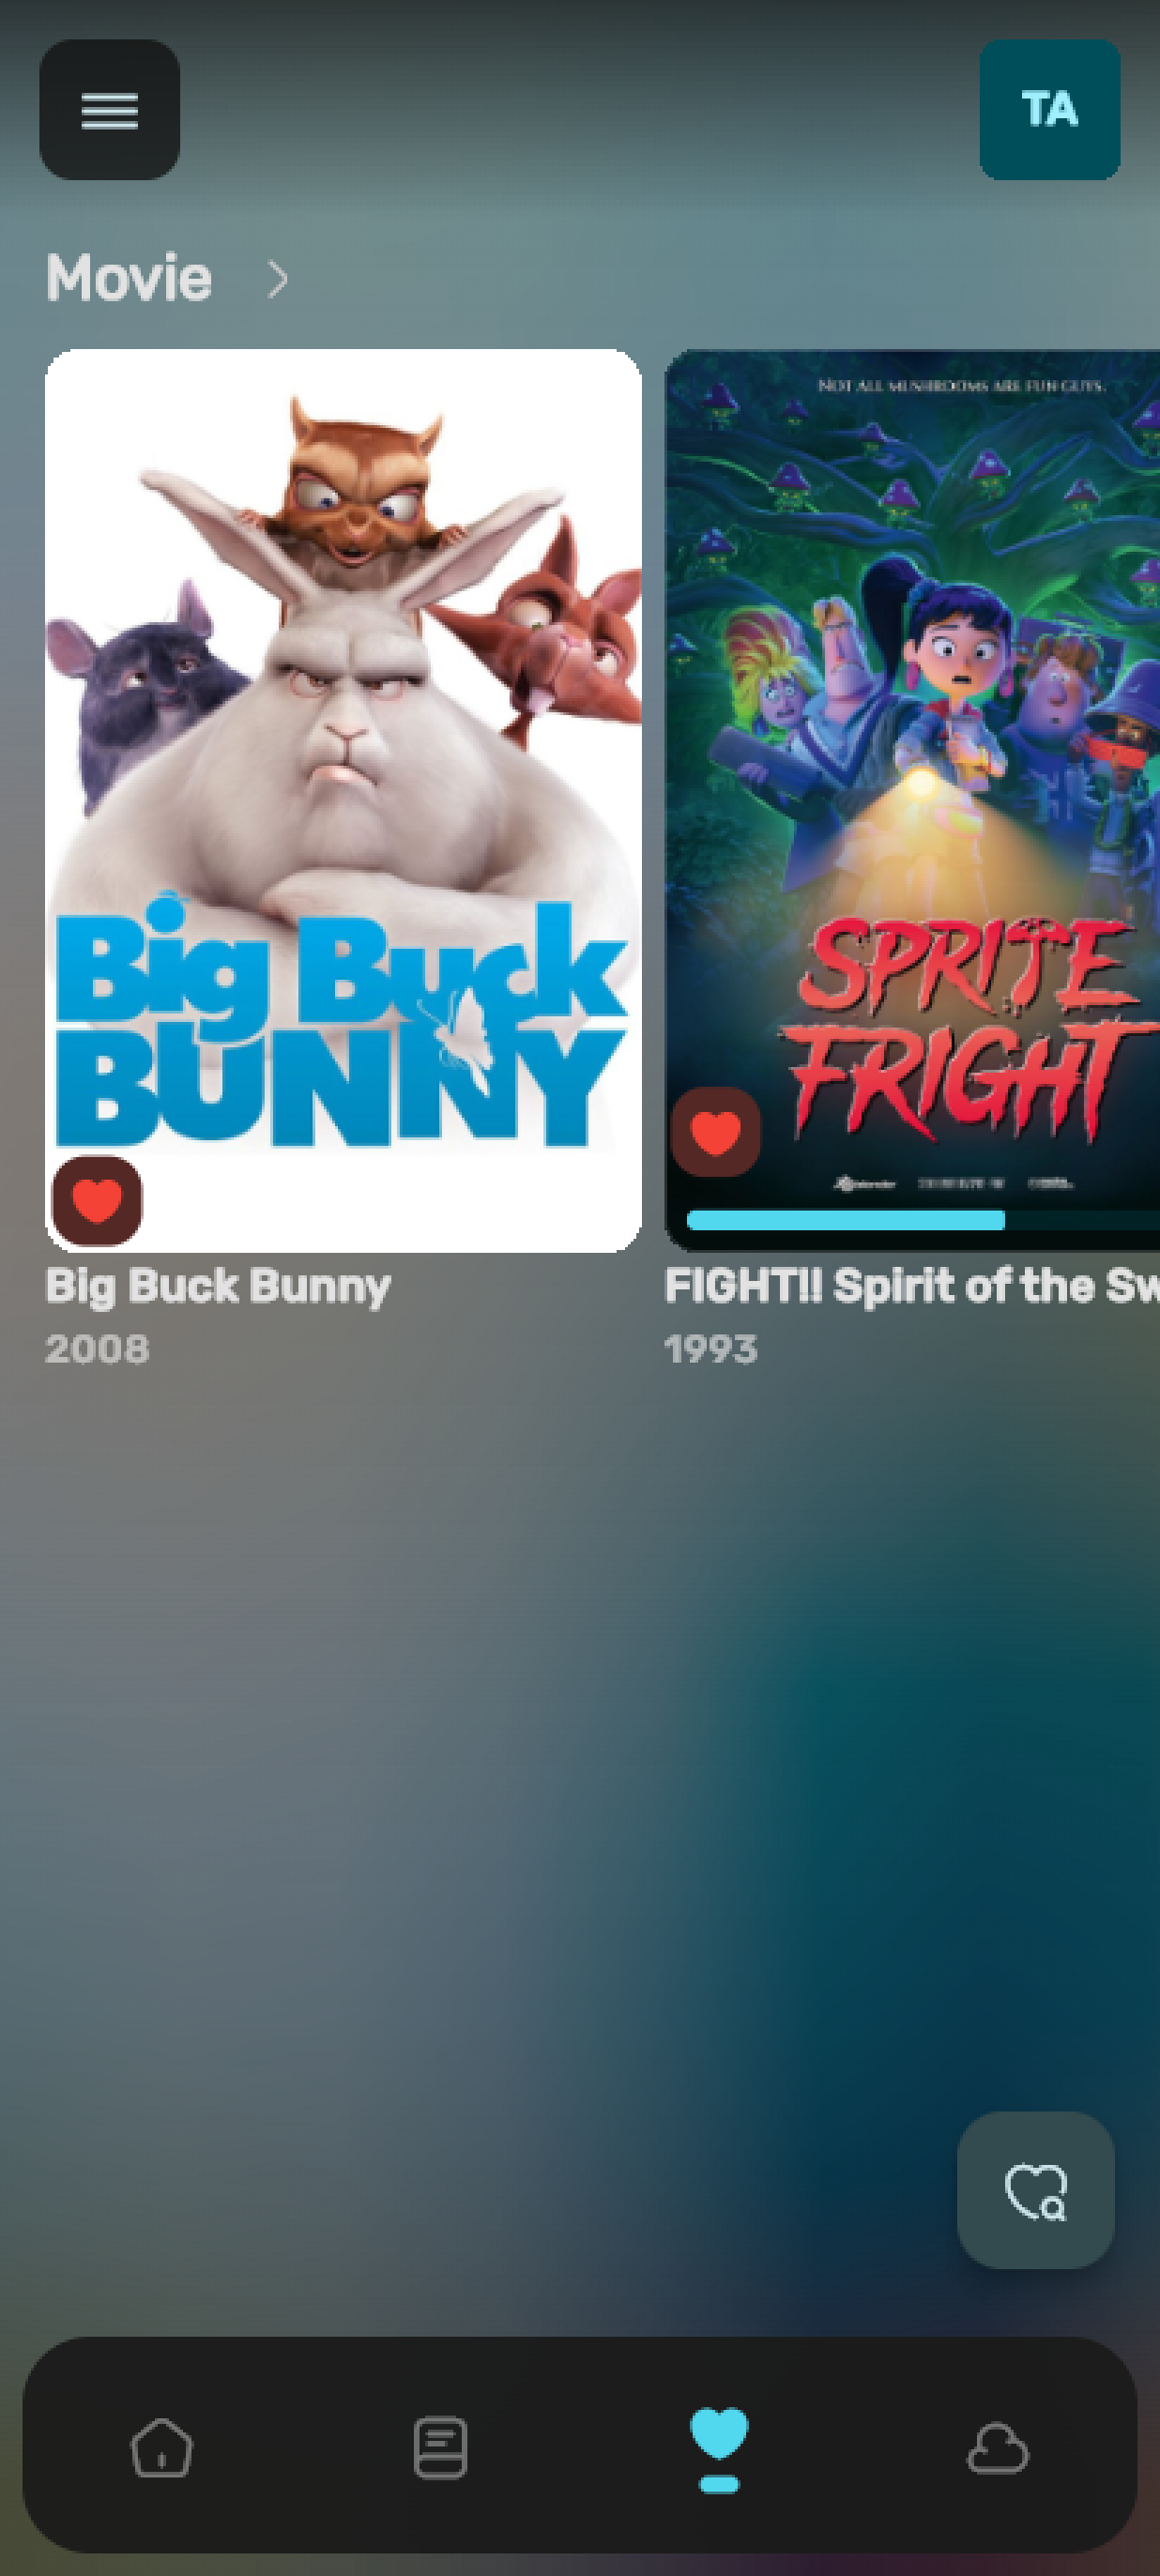 TA
Movie
NOT ALL MUSHROOMS ARE FUN GUYS.
Big Buck
BUNNY
SPRITE
FRIGHT
blender
Big Buck Bunny
FIGHT!! Spirit of the Sw
2008
1993